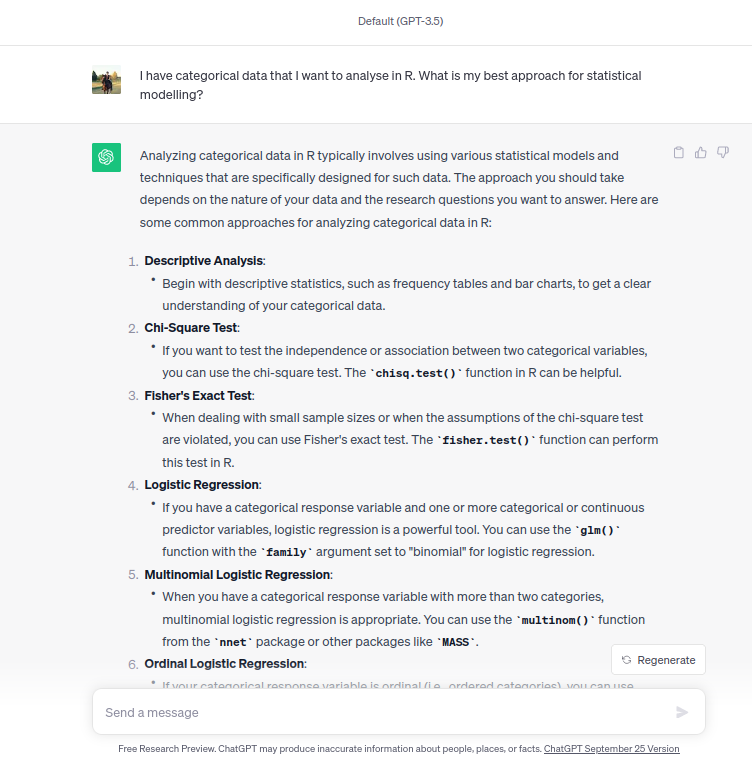 Default (GPT-3.5)
I have categorical data that I want to analyse in R. What is my best approach for statistical
modelling?
Analyzing categorical data in R typically involves using various statistical models and
techniques that are specifically designed for such data. The approach you should take
depends on the nature of your data and the research questions you want to answer. Here are
some common approaches for analyzing categorical data in R:
1. Descriptive Analysis:
• Begin with descriptive statistics, such as frequency tables and bar charts, to get a clear
understanding of your categorical data.
2. Chi-Square Test:
• If you want to test the independence or association between two categorical variables,
you can use the chi-square test. The `chisq.test()` function in R can be helpful.
3. Fisher's Exact Test:
• When dealing with small sample sizes or when the assumptions of the chi-square test
are violated, you can use Fisher's exact test. The `fisher.test()` function can perform
this test in R.
4. Logistic Regression:
• If you have a categorical response variable and one or more categorical or continuous
predictor variables, logistic regression is a powerful tool. You can use the `glm()`
function with the `family` argument set to "binomial" for logistic regression.
5. Multinomial Logistic Regression:
• When you have a categorical response variable with more than two categories,
multinomial logistic regression is appropriate. You can use the `multinom()` function
from the `nnet` package or other packages like `MASS`.
6. Ordinal Logistic Regression:
• If your categorical response variable is ordinal (i.e., ordered categories), you can use
Regenerate
Send a message
Free Research Preview. ChatGPT may produce inaccurate information about people, places, or facts. ChatGPT September 25 Version